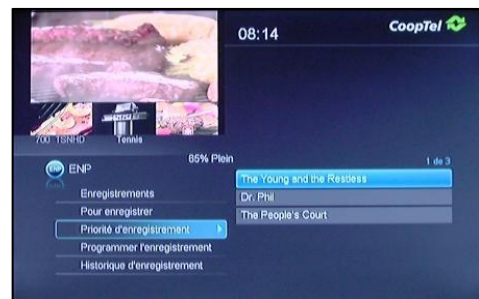 08:14
CoopTel
700 TSNHD Tennis
ENP
65% Plein
1 de 3
Enregistrements
Pour enregistrer
Priorité d'enregistrement
Programmer l'enregistrement
Historique d'enregistrement
The Young and the Restless
Dr. Phil
The People's Court